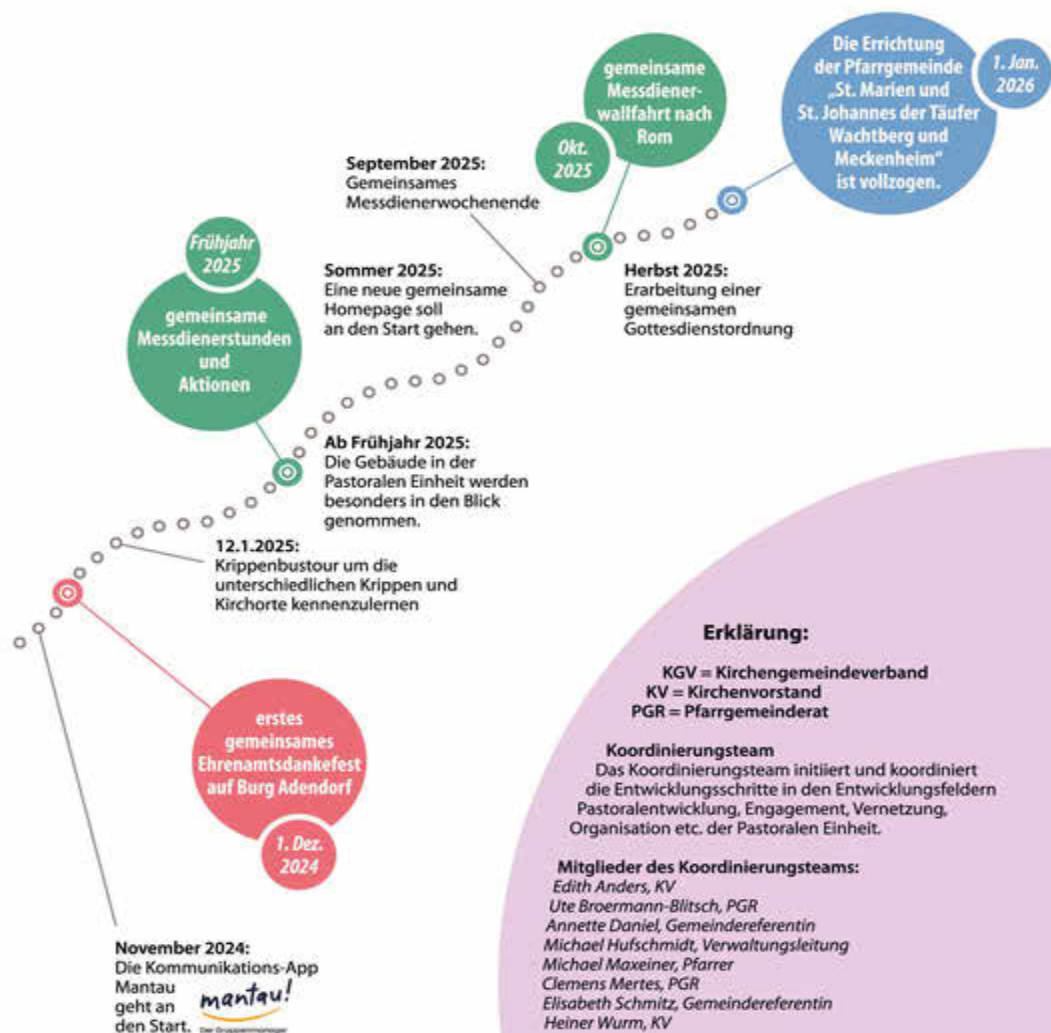 Die Errichtung
der Pfarrgemeinde
„St. Marien und
St. Johannes der Täufer
Wachtberg und
Meckenheim“
ist vollzogen.
1. Jan.
2026
gemeinsame
Messdiener-
wallfahrt nach
Rom
Okt.
2025
September 2025:
Gemeinsames
Messdienerwochenende
Frühjahr
2025
gemeinsame
Messdienerstunden
und
Aktionen
Sommer 2025:
Eine neue gemeinsame
Homepage soll
an den Start gehen.
Herbst 2025:
Erarbeitung einer
gemeinsamen
Gottesdienstordnung
Ab Frühjahr 2025:
Die Gebäude in der
Pastoralen Einheit werden
besonders in den Blick
genommen.
12.1.2025:
Krippenbustour um die
unterschiedlichen Krippen und
Kirchorte kennenzulernen
erstes
gemeinsames
Ehrenamtsdankefest
auf Burg Adendorf
1. Dez.
2024
November 2024:
Die Kommunikations-App
Mantau
geht an
den Start.
mantau!
Der Gruppenmanager
Erklärung:
KGV = Kirchengemeindeverband
KV = Kirchenvorstand
PGR = Pfarrgemeinderat
Koordinierungsteam
Das Koordinierungsteam initiiert und koordiniert
die Entwicklungsschritte in den Entwicklungsfeldern
Pastoralentwicklung, Engagement, Vernetzung,
Organisation etc. der Pastoralen Einheit.
Mitglieder des Koordinierungsteams:
Edith Anders, KV
Ute Broermann-Blitsch, PGR
Annette Daniel, Gemeindereferentin
Michael Hufschmidt, Verwaltungsleitung
Michael Maxeiner, Pfarrer
Clemens Mertes, PGR
Elisabeth Schmitz, Gemeindereferentin
Heiner Wurm, KV